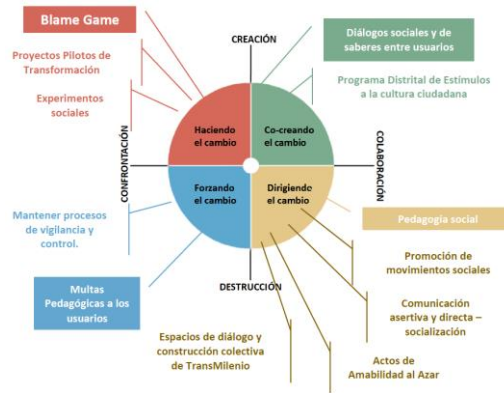 Blame Game
CREACIÓN
Diálogos sociales y de
saberes entre usuarios
Proyectos Pilotos de
Transformación
Programa Distrital de Estímulos
a la cultura ciudadana
Experimentos
sociales
Haciendo
el cambio
Co-creando
el cambio
CONFRONTACIÓN
COLABORACIÓN
Forzando
el cambio
Dirigiendo
el cambio
Mantener procesos
de vigilancia y
control.
Pedagogía social
Promoción de
movimientos sociales
Multas
Pedagógicas a los
usuarios
DESTRUCCIÓN
Comunicación
asertiva y directa –
socialización
Espacios de diálogo y
construcción colectiva
de TransMilenio
Actos de
Amabilidad al Azar